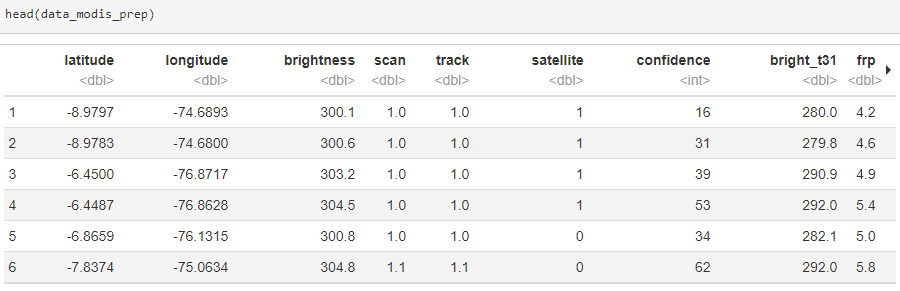 head(data_modis_prep)
latitude longitude brightness scan track satellite confidence bright_t31 frp
<dbl> <dbl> <dbl> <dbl> <dbl> <dbl> <int> <dbl> <dbl>
1 -8.9797 -74.6893 300.1 1.0 1.0 1 16 280.0 4.2
2 -8.9783 -74.6800 300.6 1.0 1.0 1 31 279.8 4.6
3 -6.4500 -76.8717 303.2 1.0 1.0 1 39 290.9 4.9
4 -6.4487 -76.8628 304.5 1.0 1.0 1 53 292.0 5.4
5 -6.8659 -76.1315 300.8 1.0 1.0 0 34 282.1 5.0
6 -7.8374 -75.0634 304.8 1.1 1.1 0 62 292.0 5.8